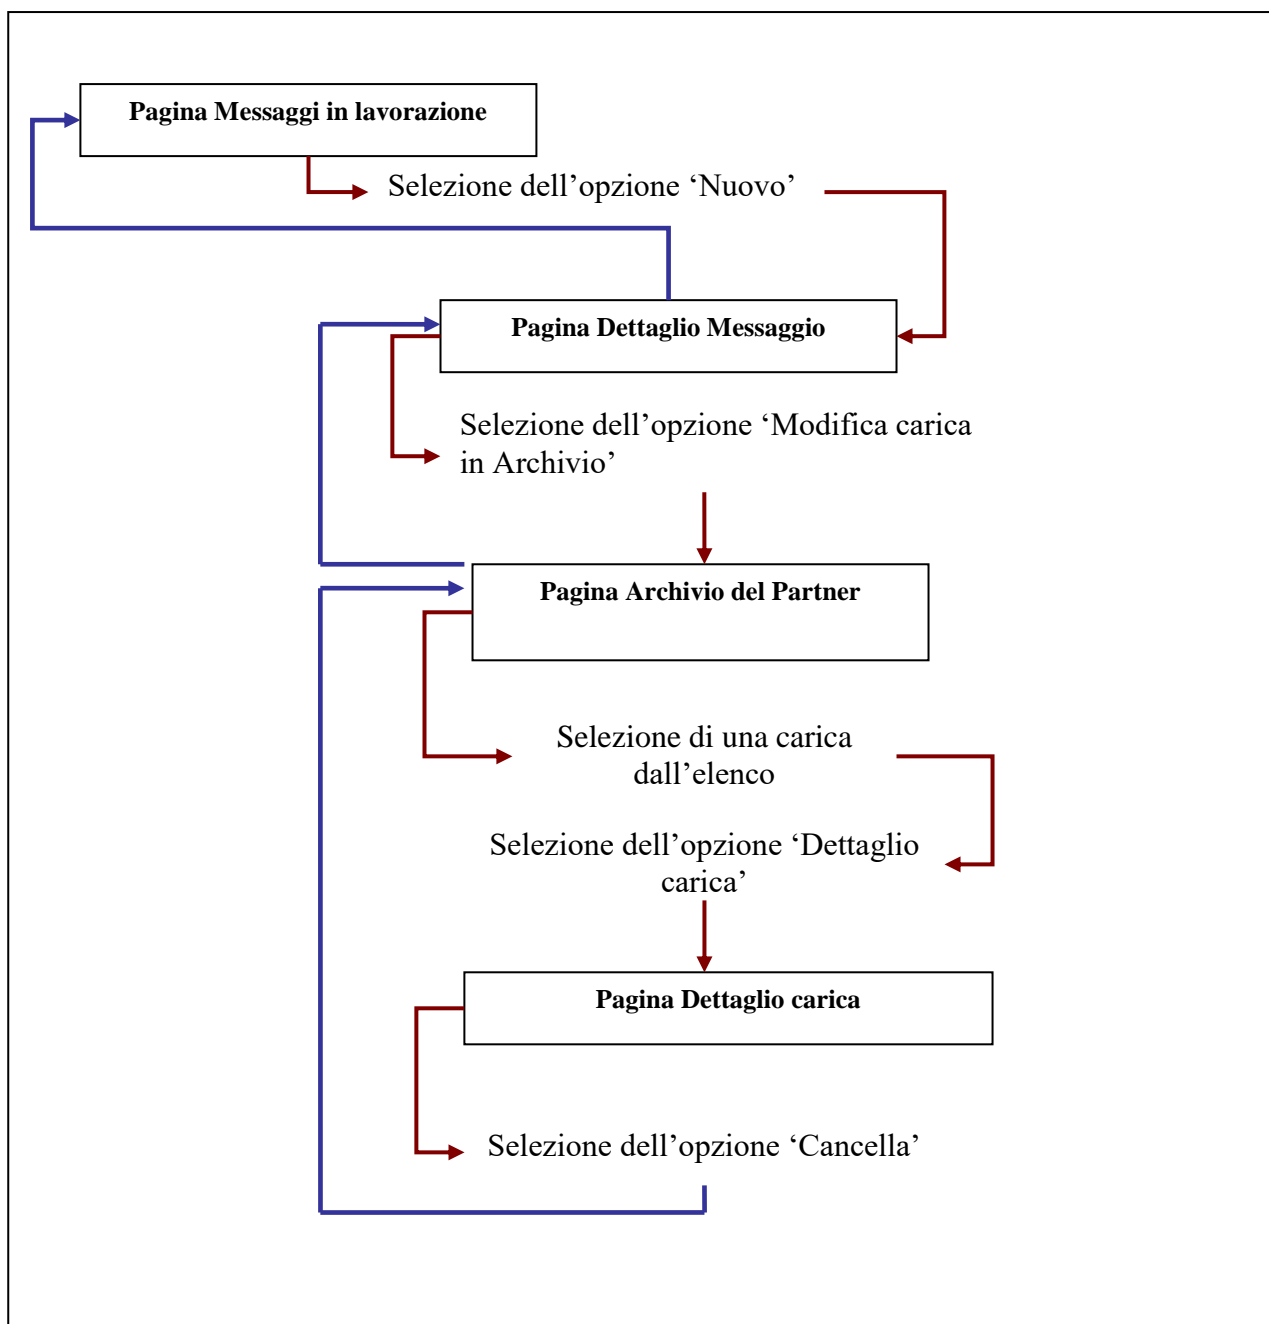 Pagina Messaggi in lavorazione
Selezione dell’opzione ‘Nuovo’
Pagina Dettaglio Messaggio
Selezione dell’opzione ‘Modifica carica
in Archivio’
Pagina Archivio del Partner
Selezione di una carica
dall’elenco
Selezione dell’opzione ‘Dettaglio
carica’
Pagina Dettaglio carica
Selezione dell’opzione ‘Cancella’